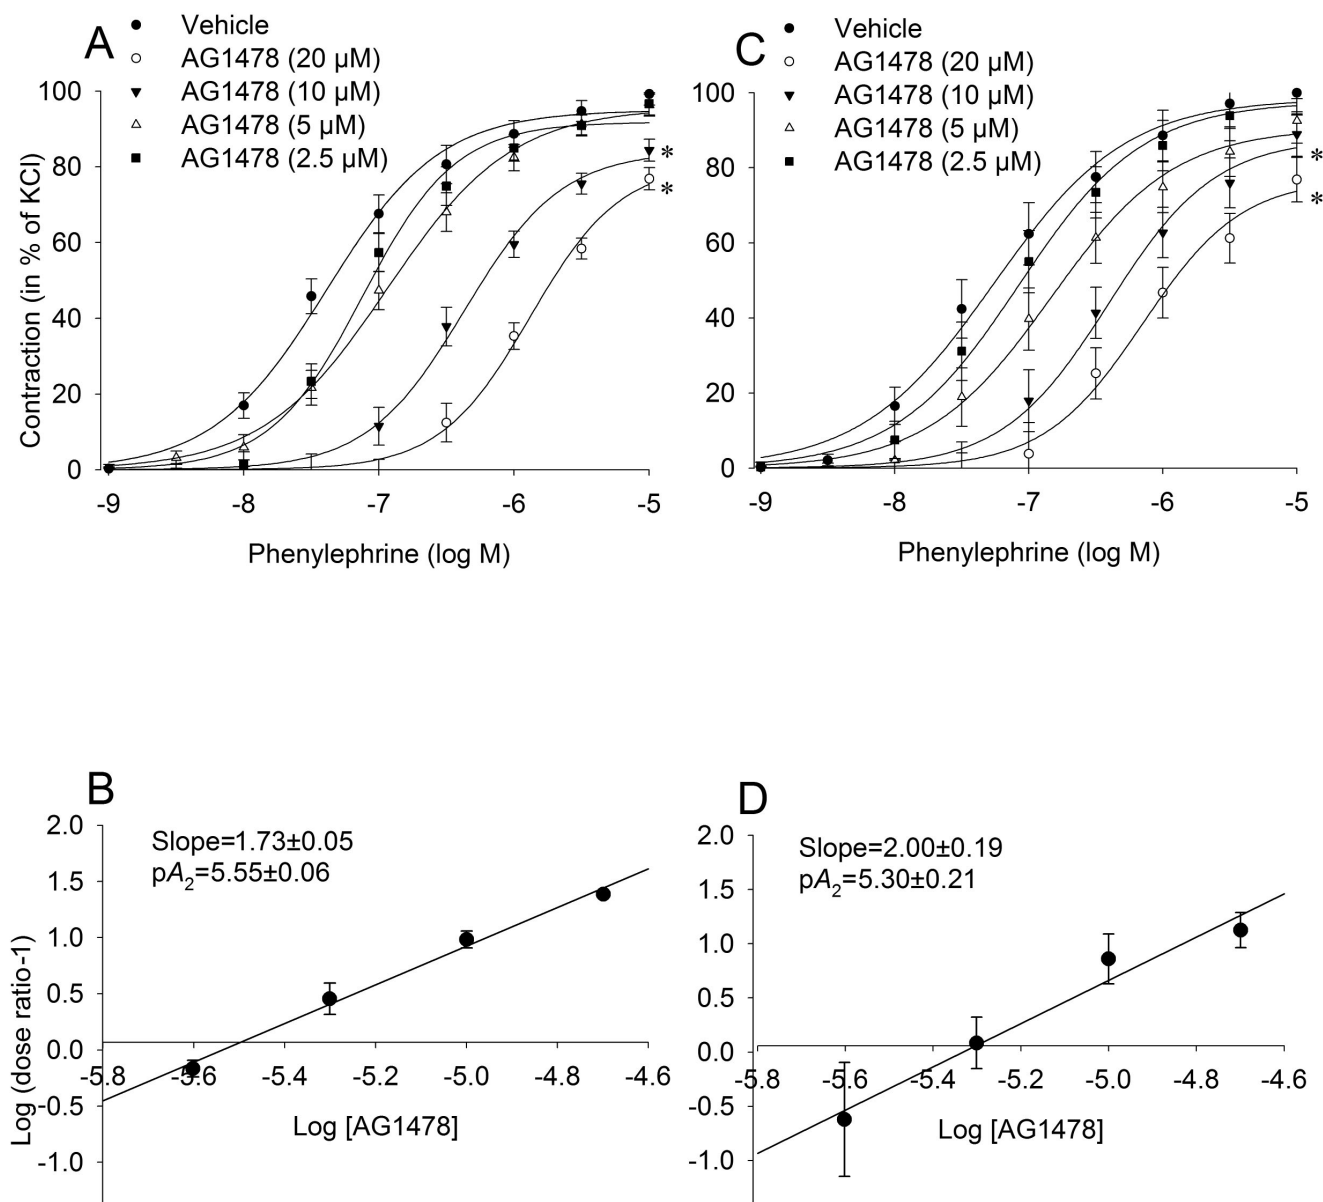 A
Vehicle
AG1478 (20 µM)
AG1478 (10 µM)
AG1478 (5 µM)
AG1478 (2.5 µM)
Contraction (in % of KCl)
100
80
60
40
20
0
*
*
-9
-8
-7
-6
-5
Phenylephrine (log M)
C
Vehicle
AG1478 (20 µM)
AG1478 (10 µM)
AG1478 (5 µM)
AG1478 (2.5 µM)
100
80
60
40
20
0
*
*
-9
-8
-7
-6
-5
Phenylephrine (log M)
B
Slope=1.73±0.05
pA2=5.55±0.06
Log (dose ratio-1)
2.0
1.5
1.0
0.5
0.0
-0.5
-1.0
-5.8
-5.6
-5.4
-5.2
-5.0
-4.8
-4.6
Log [AG1478]
D
Slope=2.00±0.19
pA2=5.30±0.21
2.0
1.5
1.0
0.5
0.0
-0.5
-1.0
-5.8
-5.6
-5.4
-5.2
-5.0
-4.8
-4.6
Log [AG1478]